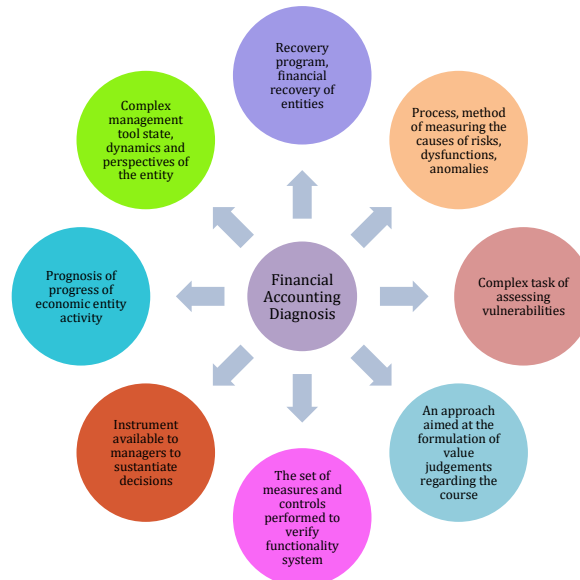 Recovery
program,
financial
recovery of
entities
Process, method
of measuring the
causes of risks,
dysfunctions,
anomalies
Complex task of
assessing
vulnerabilities
An approach
aimed at the
formulation of
value
judgements
regarding the
course
The set of
measures and
controls
performed to
verify
functionality
system
Instrument
available to
managers to
sustantiate
decisions
Prognosis of
progress of
economic entity
activity
Complex
management
tool state,
dynamics and
perspectives of
the entity
Financial
Accounting
Diagnosis